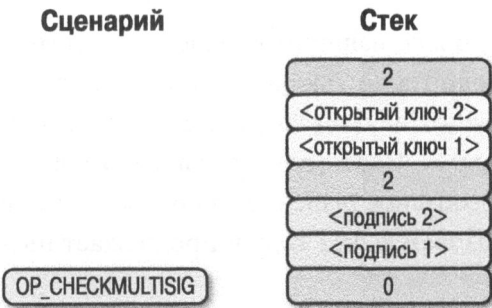 Сценарий
Стек
2
<открытый ключ 2>
<открытый ключ 1>
2
<подпись 2>
<подпись 1>
OP_CHECKMULTISIG
0